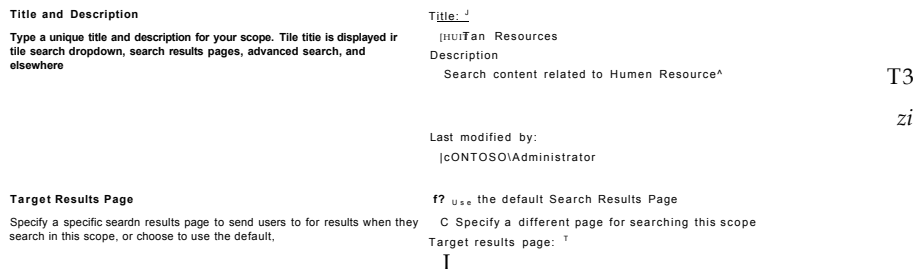 Title and Description
Type a unique title and description for your scope. Tile titie is displayed ir
tile search dropdown, search results pages, advanced search, and
elsewhere
Title: ┘
[HUITan Resources
Description
Search content related to Humen Resource^
T3
zi
Last modified by:
|cONTOSO\Administrator
Target Results Page
Specify a specific seardn results page to send users to for results when they
search in this scope, or choose to use the default,
f? Use the default Search Results Page
C Specify a different page for searching this scope
Target results page: T
I